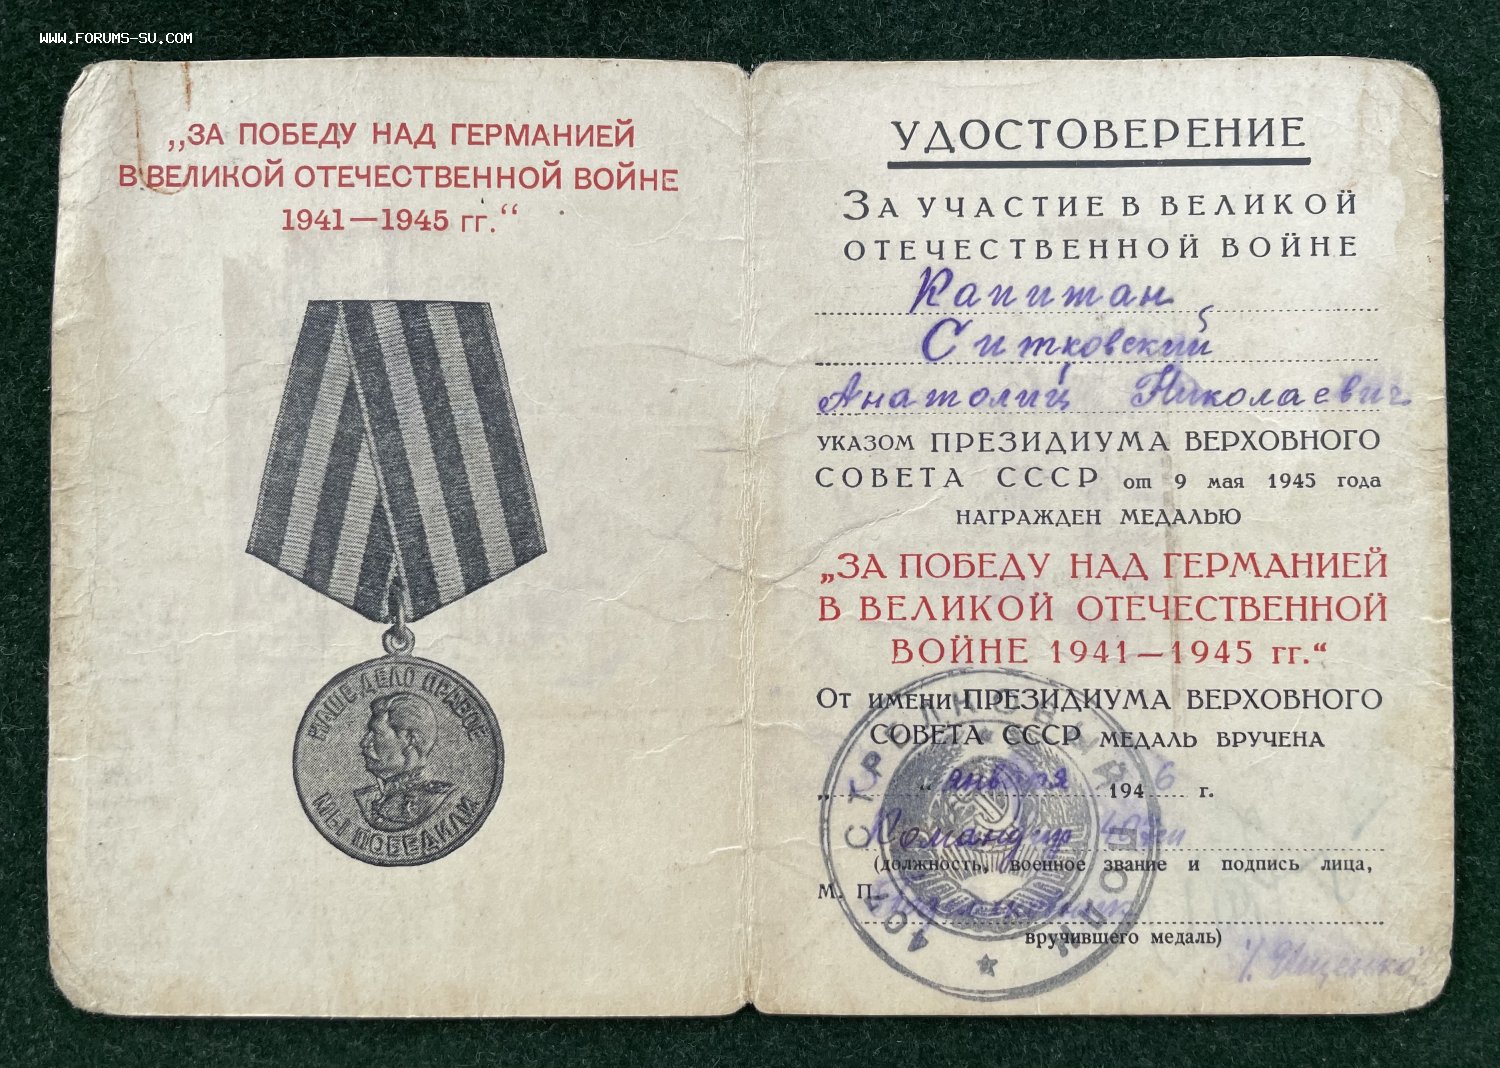 WWW.FORUMS-SU.COM
„ЗА ПОБЕДУ НАД ГЕРМАНИЕЙ
В ВЕЛИКОЙ ОТЕЧЕСТВЕННОЙ ВОЙНЕ
1941—1945 гг.“
НАШЕ ДЕЛО ПРАВОЕ
МЫ ПОБЕДИЛИ
УДОСТОВЕРЕНИЕ
ЗА УЧАСТИЕ В ВЕЛИКОЙ
ОТЕЧЕСТВЕННОЙ ВОЙНЕ
Капитан
Ситковский
Анатолий Николаевич
УКАЗОМ ПРЕЗИДИУМА ВЕРХОВНОГО
СОВЕТА СССР от 9 мая 1945 года
НАГРАЖДЕН МЕДАЛЬЮ
„ЗА ПОБЕДУ НАД ГЕРМАНИЕЙ
В ВЕЛИКОЙ ОТЕЧЕСТВЕННОЙ
ВОЙНЕ 1941—1945 гг.“
ОТ ИМЕНИ ПРЕЗИДИУМА ВЕРХОВНОГО
СОВЕТА СССР МЕДАЛЬ ВРУЧЕНА
„ “ января 1946 г.
Командир
(должность, военное звание и подпись лица,
М. П.
вручившего медаль)
СТРЕЛКОВЫЙ ПОЛК